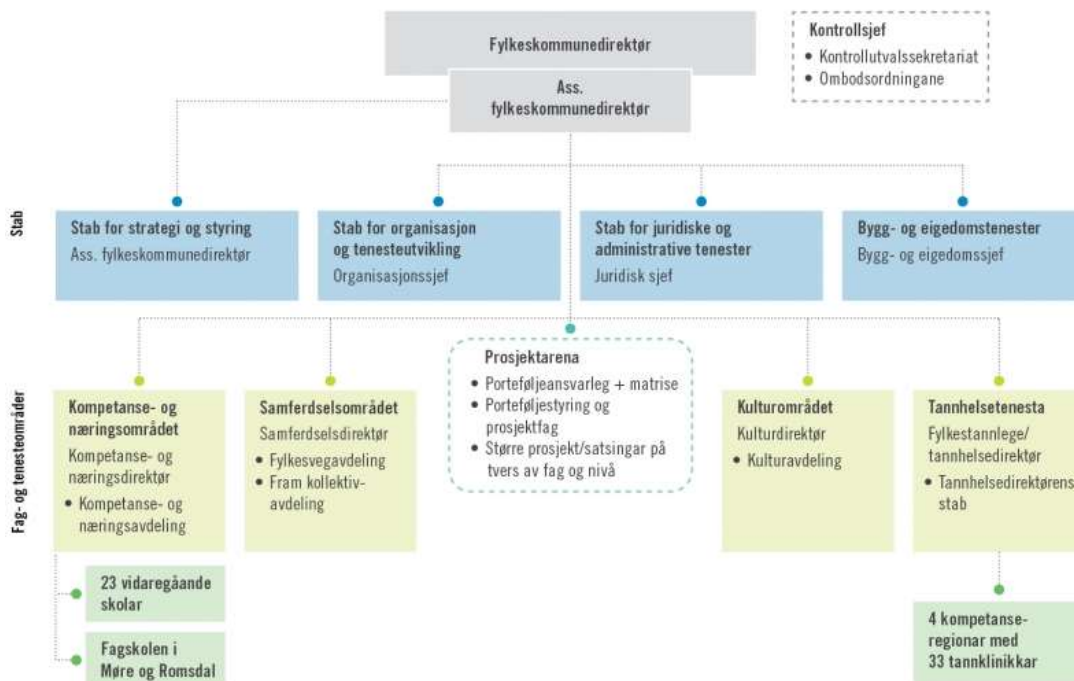 Fylkeskommunedirektør
Ass.
fylkeskommunedirektør
Kontrollsjef
• Kontrollutvalssekretariat
• Ombodsordningane
Stab
Stab for strategi og styring
Ass. fylkeskommunedirektør
Stab for organisasjon
og tenesteutvikling
Organisasjonssjef
Stab for juridiske og
administrative tenester
Juridisk sjef
Bygg- og eigedomstenester
Bygg- og eigedomssjef
Fag- og tenesteområder
Kompetanse- og
næringsområdet
Kompetanse- og
næringsdirektør
• Kompetanse- og
næringsavdeling
Samferdselsområdet
Samferdselsdirektør
• Fylkesvegavdeling
• Fram kollektiv-
avdeling
Prosjektarena
• Porteføljeansvarleg + matrise
• Porteføljestyring og
prosjektfag
• Større prosjekt/satsingar på
tvers av fag og nivå
Kulturområdet
Kulturdirektør
• Kulturavdeling
Tannhelsetenesta
Fylkestannlege/
tannhelsedirektør
• Tannhelsedirektørens
stab
23 vidaregåande
skolar
Fagskolen i
Møre og Romsdal
4 kompetanse-
regionar med
33 tannklinikkar